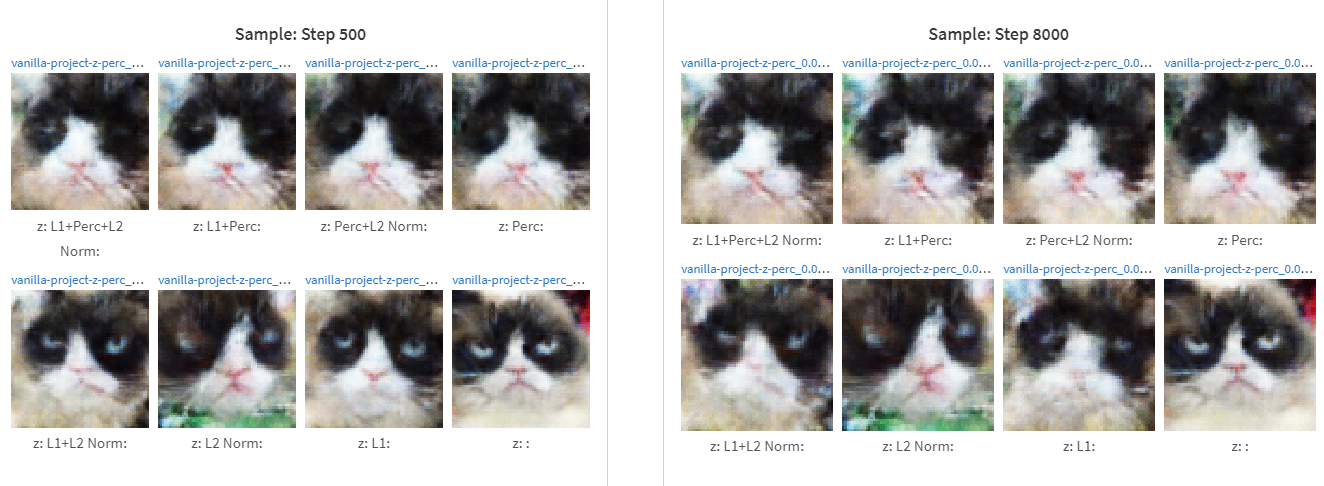 Sample: Step 500
vanilla-project-z-perc_... vanilla-project-z-perc_... vanilla-project-z-perc_... vanilla-project-z-perc_...
z: L1+Perc+L2 Norm: z: L1+Perc: z: Perc+L2 Norm: z: Perc:
vanilla-project-z-perc_... vanilla-project-z-perc_... vanilla-project-z-perc_... vanilla-project-z-perc_...
z: L1+L2 Norm: z: L2 Norm: z: L1: z: :
Sample: Step 8000
vanilla-project-z-perc_0.0... vanilla-project-z-perc_0.0... vanilla-project-z-perc_0.0... vanilla-project-z-perc_0.0...
z: L1+Perc+L2 Norm: z: L1+Perc: z: Perc+L2 Norm: z: Perc:
vanilla-project-z-perc_0.0... vanilla-project-z-perc_0.0... vanilla-project-z-perc_0.0... vanilla-project-z-perc_0.0...
z: L1+L2 Norm: z: L2 Norm: z: L1: z: :